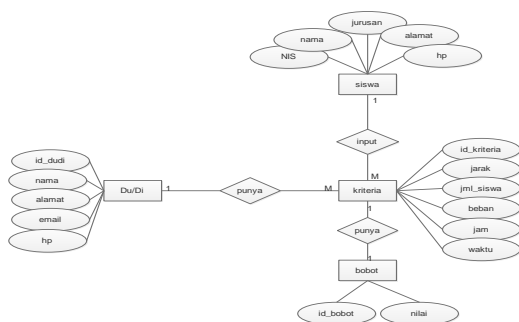 jurusan
nama
alamat
NIS
hp
siswa
1
input
id_dudi
nama
alamat
email
hp
Du/Di
1
punya
M
M
kriteria
1
id_kriteria
jarak
jml_siswa
beban
jam
waktu
punya
1
bobot
id_bobot
nilai